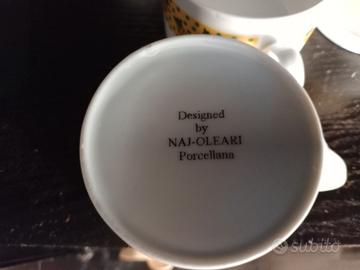 Designed
by
NAJ-OLEARI
Porcellana
subito